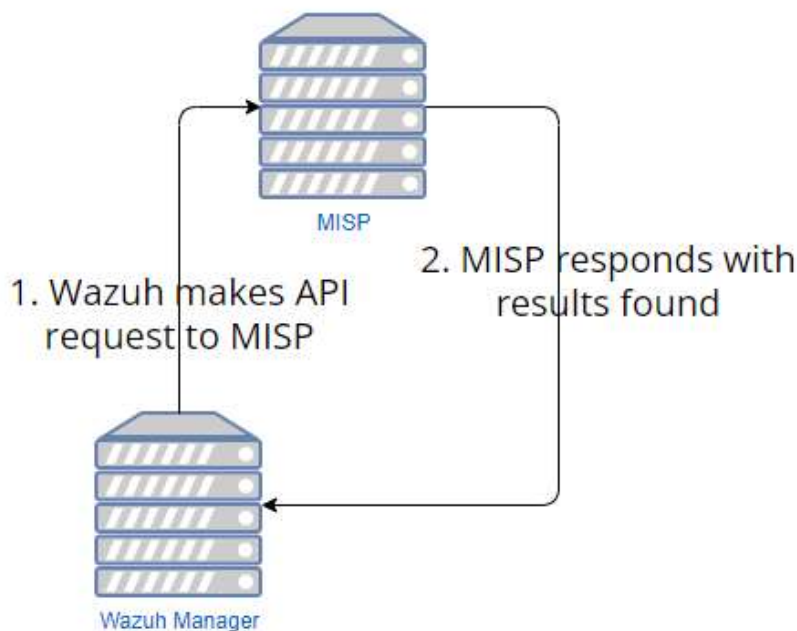 MISP
1. Wazuh makes API
request to MISP
2. MISP responds with
results found
Wazuh Manager